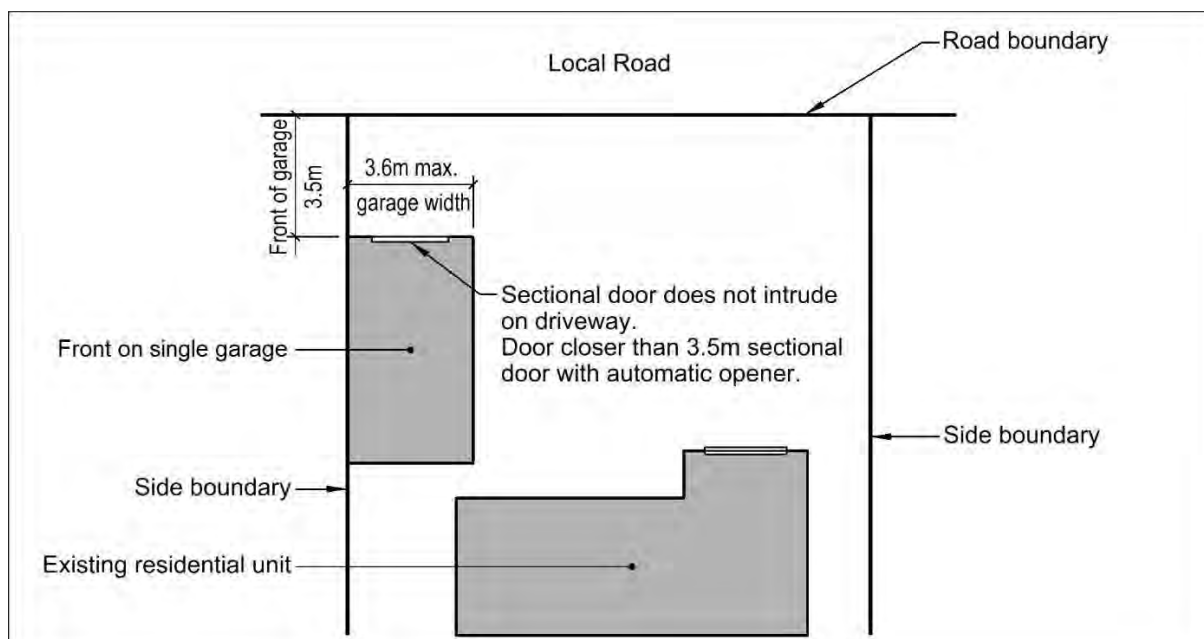 Local Road
Road boundary
Front of garage
3.5m
3.6m max.
garage width
Sectional door does not intrude
on driveway.
Door closer than 3.5m sectional
door with automatic opener.
Front on single garage
Side boundary
Side boundary
Existing residential unit